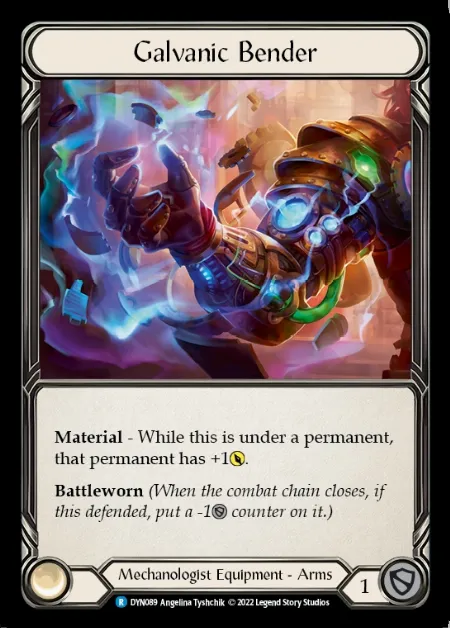 Galvanic Bender
Material - While this is under a permanent,
that permanent has +1.
Battleworn (When the combat chain closes, if
this defended, put a -1 counter on it.)
Mechanologist Equipment - Arms
1
R DYN089 Angelina Tyshchik © 2022 Legend Story Studios